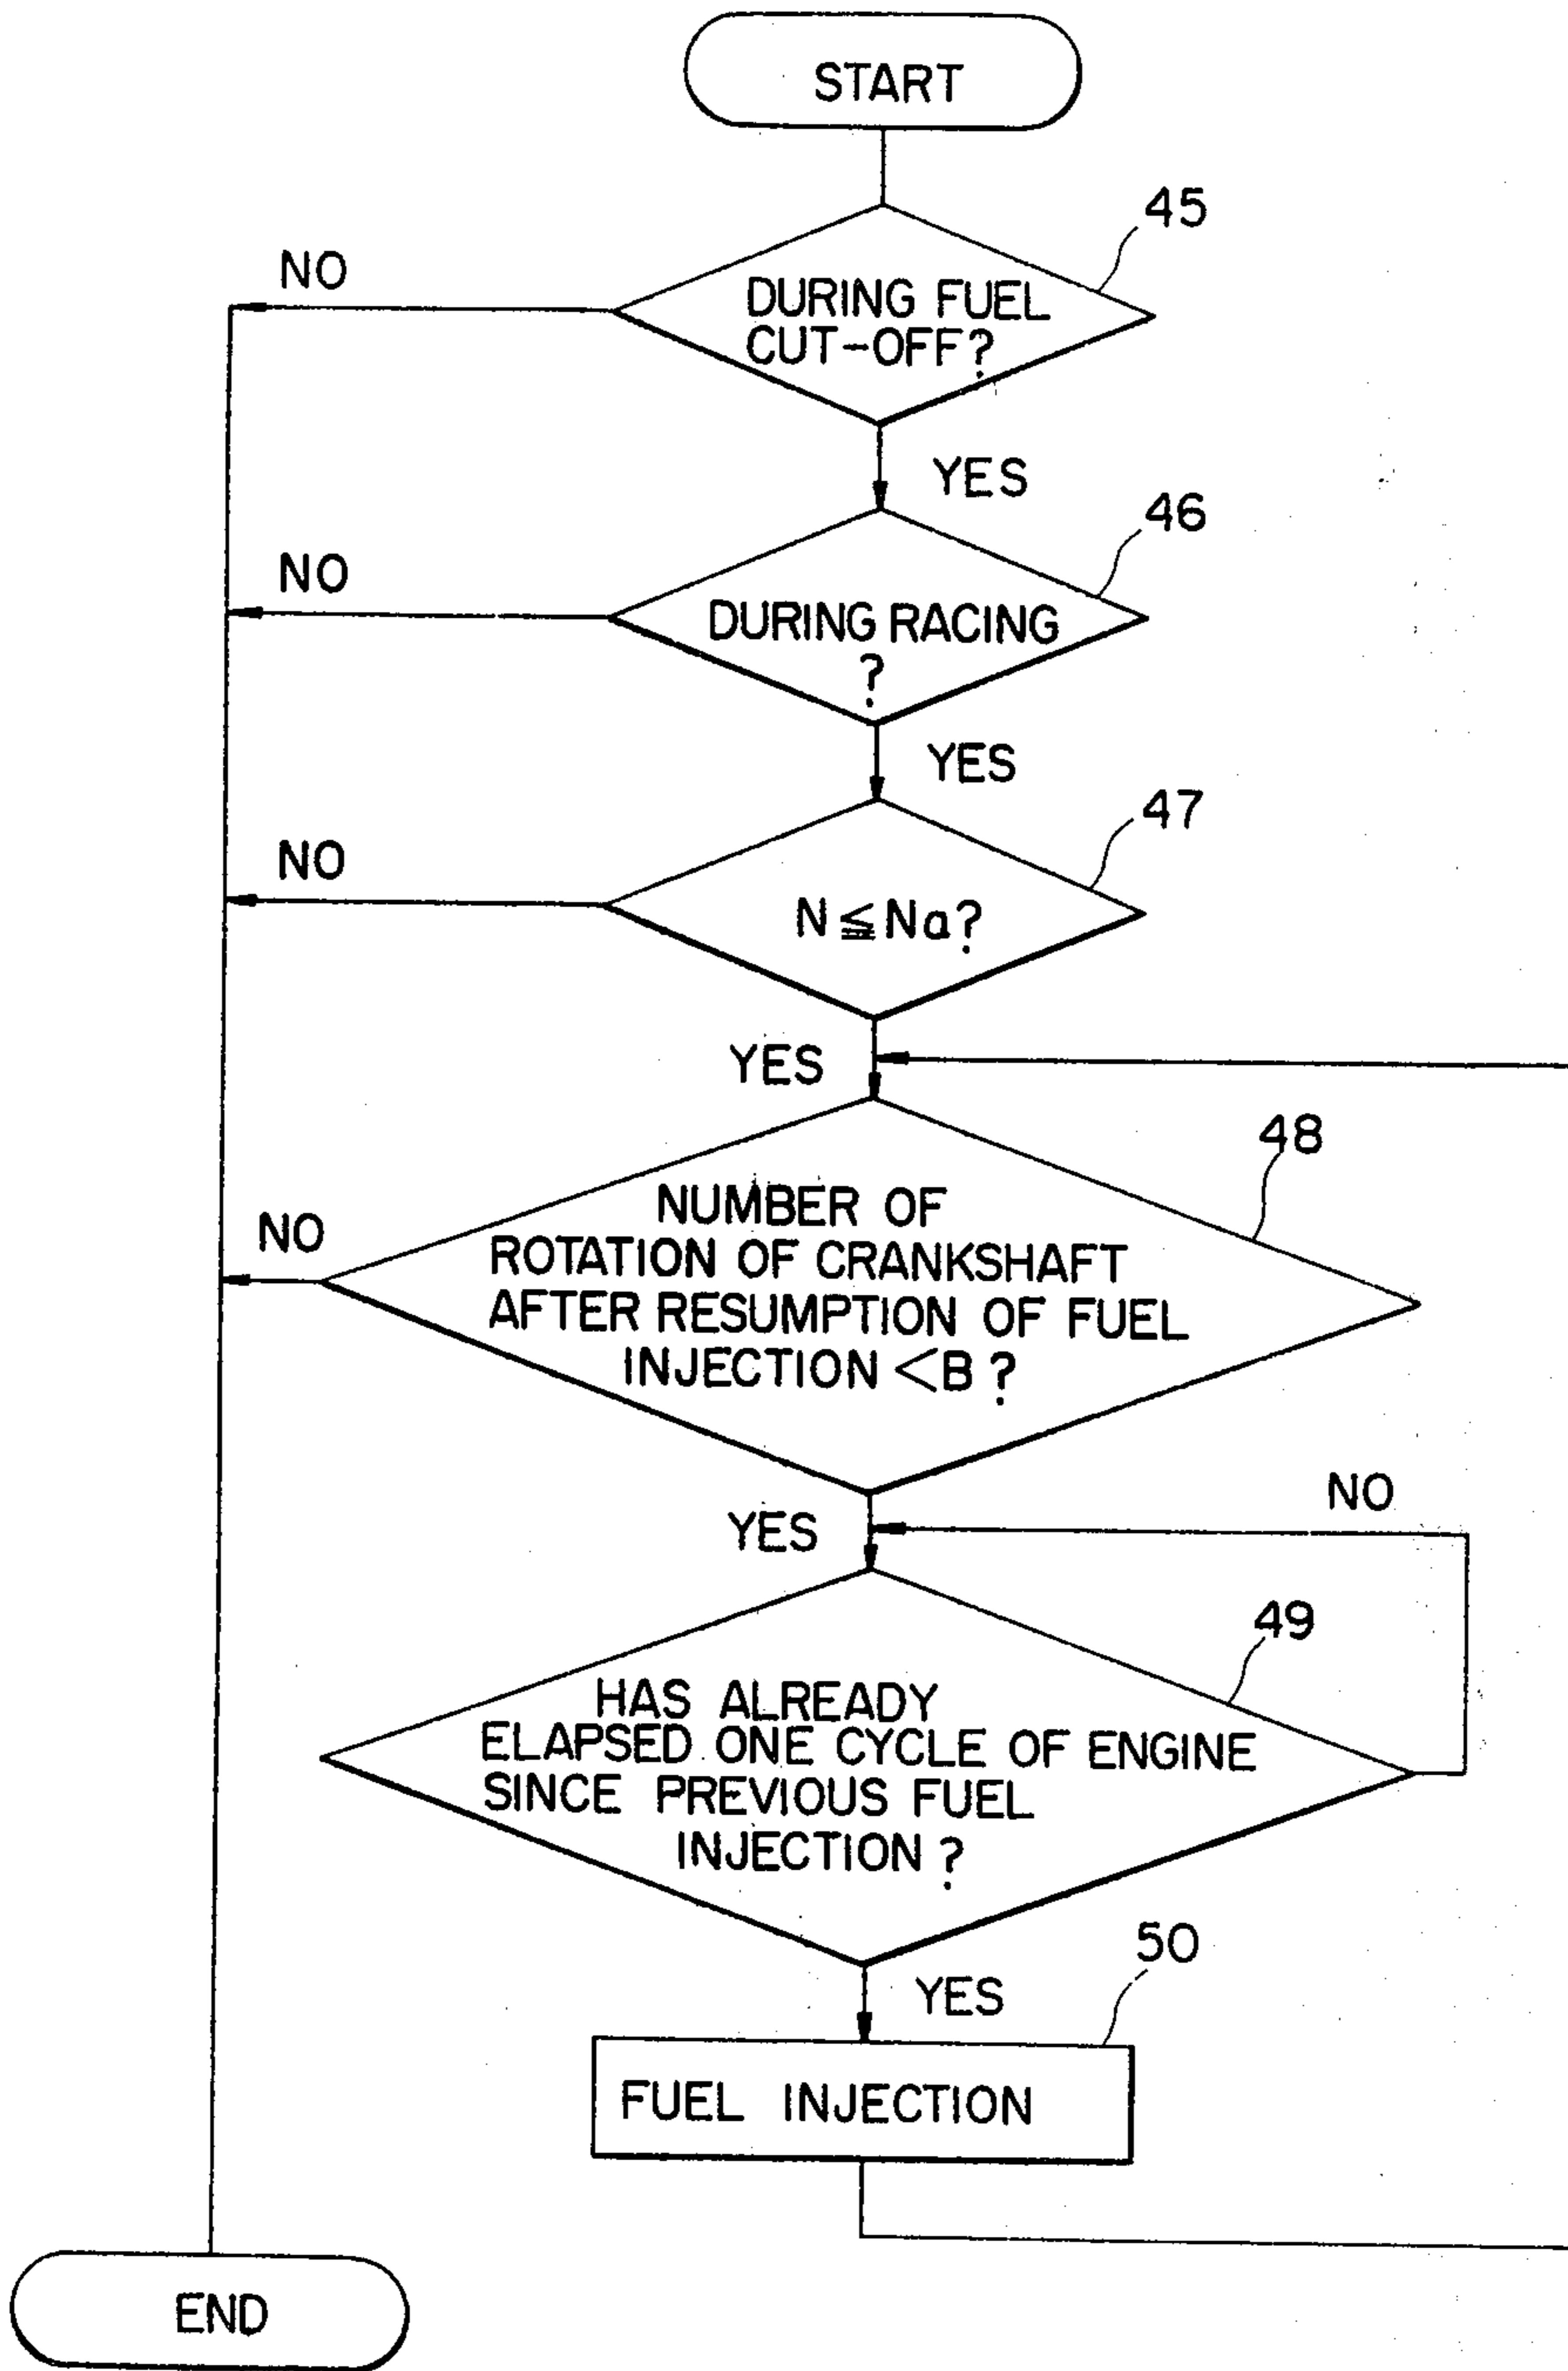 START
45
NO
DURING FUEL
CUT-OFF?
YES
46
NO
DURING RACING
?
YES
47
NO
N ≦ Na?
YES
48
NUMBER OF
NO
ROTATION OF CRANKSHAFT
AFTER RESUMPTION OF FUEL
INJECTION <B ?
NO
YES
49
HAS ALREADY
ELAPSED ONE CYCLE OF ENGINE
SINCE PREVIOUS FUEL
INJECTION ?
50
YES
FUEL INJECTION
END